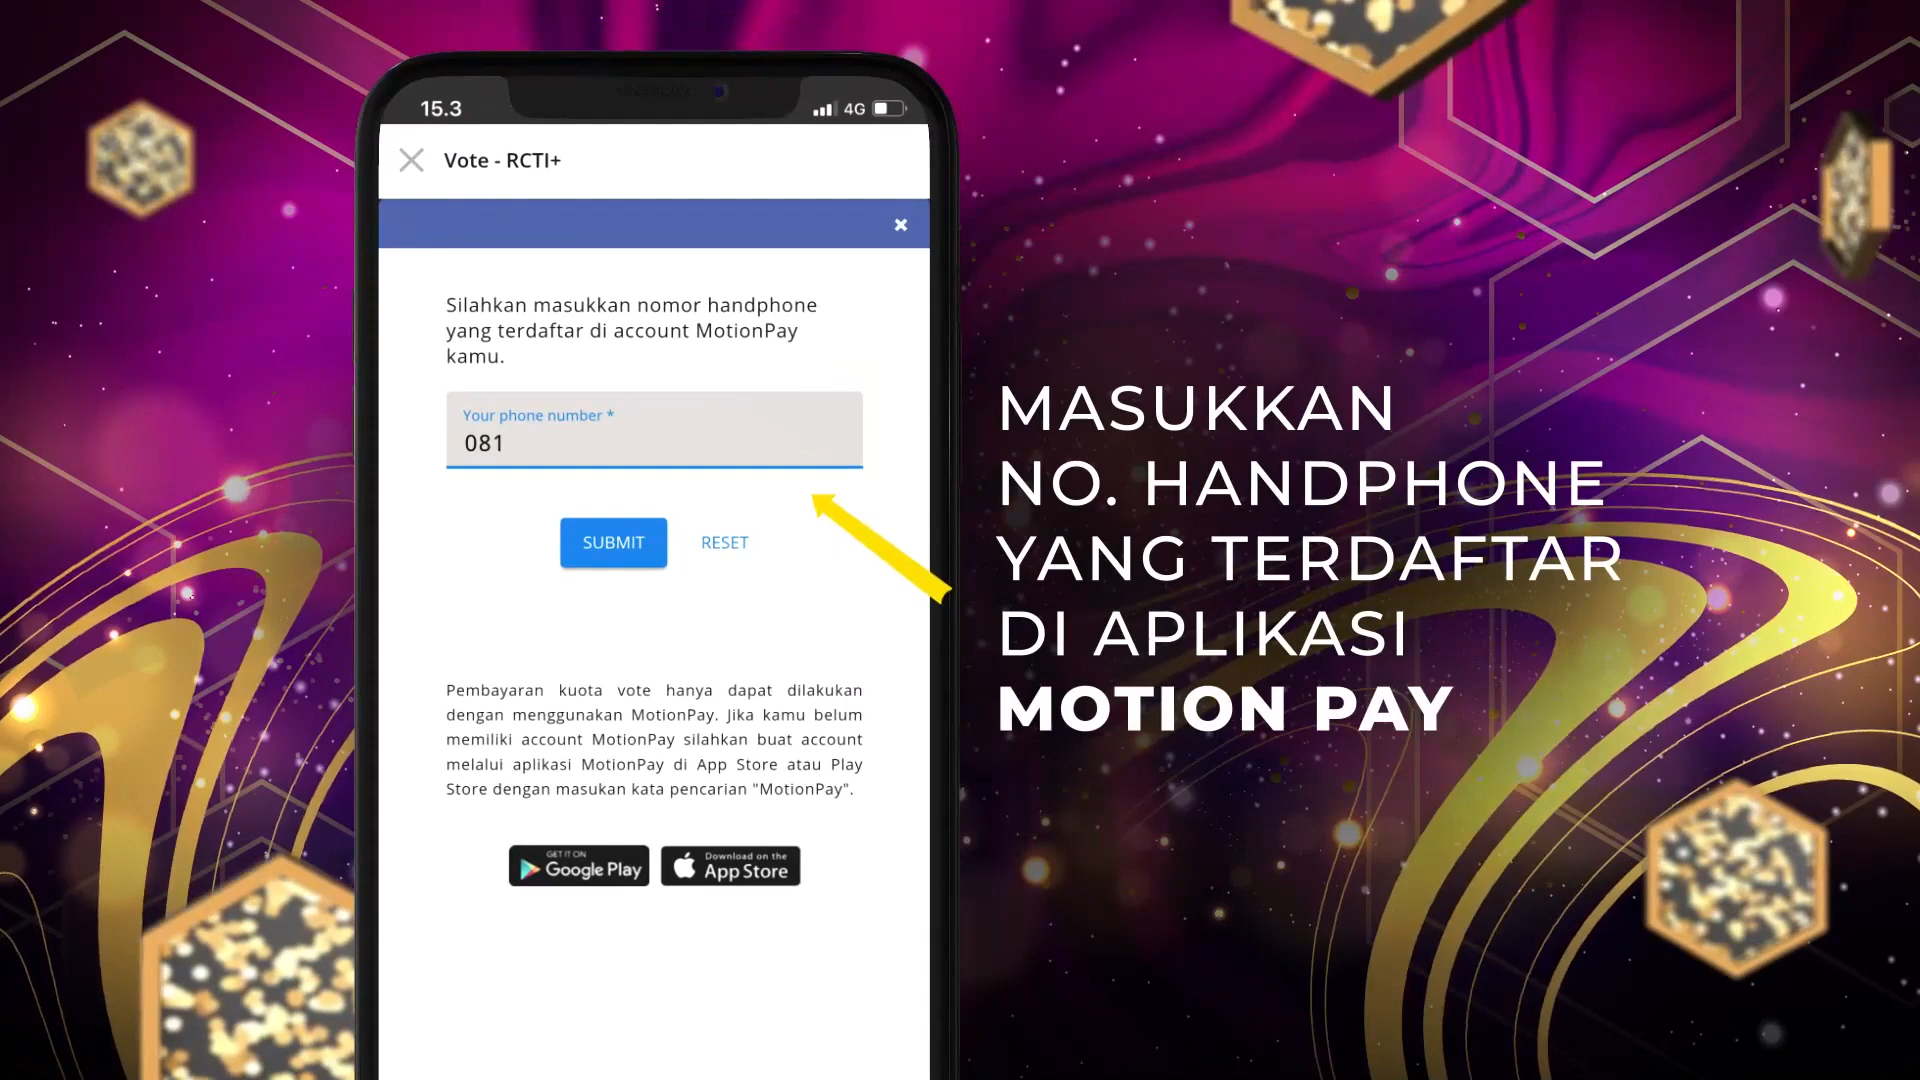 15.3
4G
Vote - RCTI+
Silahkan masukkan nomor handphone
yang terdaftar di account MotionPay
kamu.
Your phone number *
081
SUBMIT
RESET
Pembayaran kuota vote hanya dapat dilakukan
dengan menggunakan MotionPay. Jika kamu belum
memiliki account MotionPay silahkan buat account
melalui aplikasi MotionPay di App Store atau Play
Store dengan masukan kata pencarian "MotionPay".
GET IT ON
Google Play
Download on the
App Store
MASUKKAN
NO. HANDPHONE
YANG TERDAFTAR
DI APLIKASI
MOTION PAY